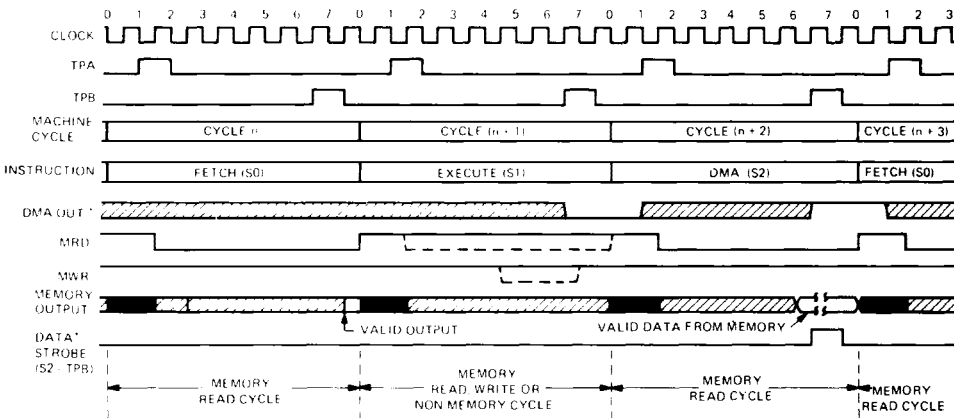 0 1 2 3 4 5 6 7 0 1 2 3 4 5 6 7 0 1 2 3 4 5 6 7 0 1 2 3
CLOCK
TPA
TPB
MACHINE CYCLE
CYCLE n
CYCLE (n + 1)
CYCLE (n + 2)
CYCLE (n + 3)
INSTRUCTION
FETCH (S0)
EXECUTE (S1)
DMA (S2)
FETCH (S0)
DMA OUT *
MRD
MWR
MEMORY OUTPUT
VALID OUTPUT
VALID DATA FROM MEMORY
DATA*
STROBE
(S2 - TPB)
MEMORY
READ CYCLE
MEMORY
READ, WRITE OR
NON MEMORY CYCLE
MEMORY
READ CYCLE
MEMORY
READ CYCLE